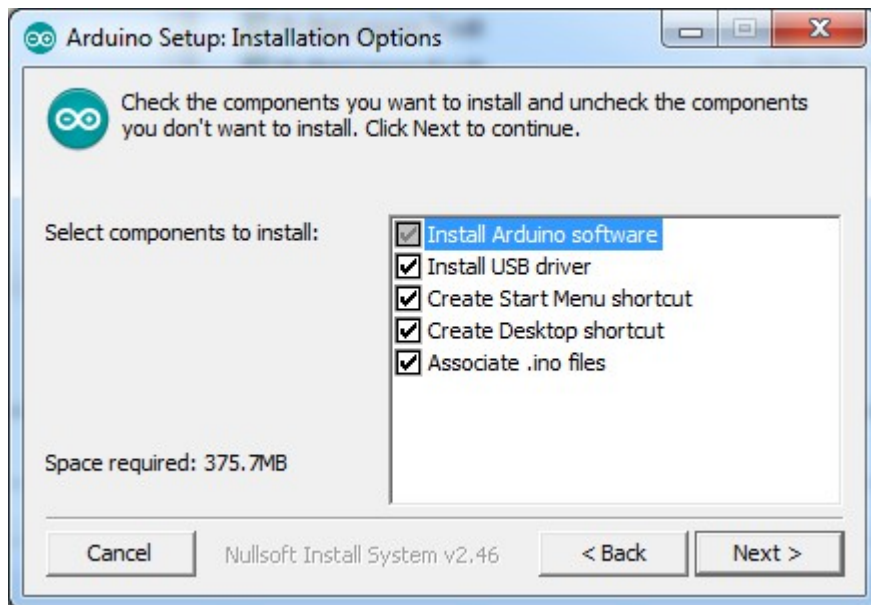 Arduino Setup: Installation Options
Check the components you want to install and uncheck the components
you don't want to install. Click Next to continue.
Select components to install:
Install Arduino software
Install USB driver
Create Start Menu shortcut
Create Desktop shortcut
Associate .ino files
Space required: 375.7MB
Cancel
Nullsoft Install System v2.46
< Back
Next >